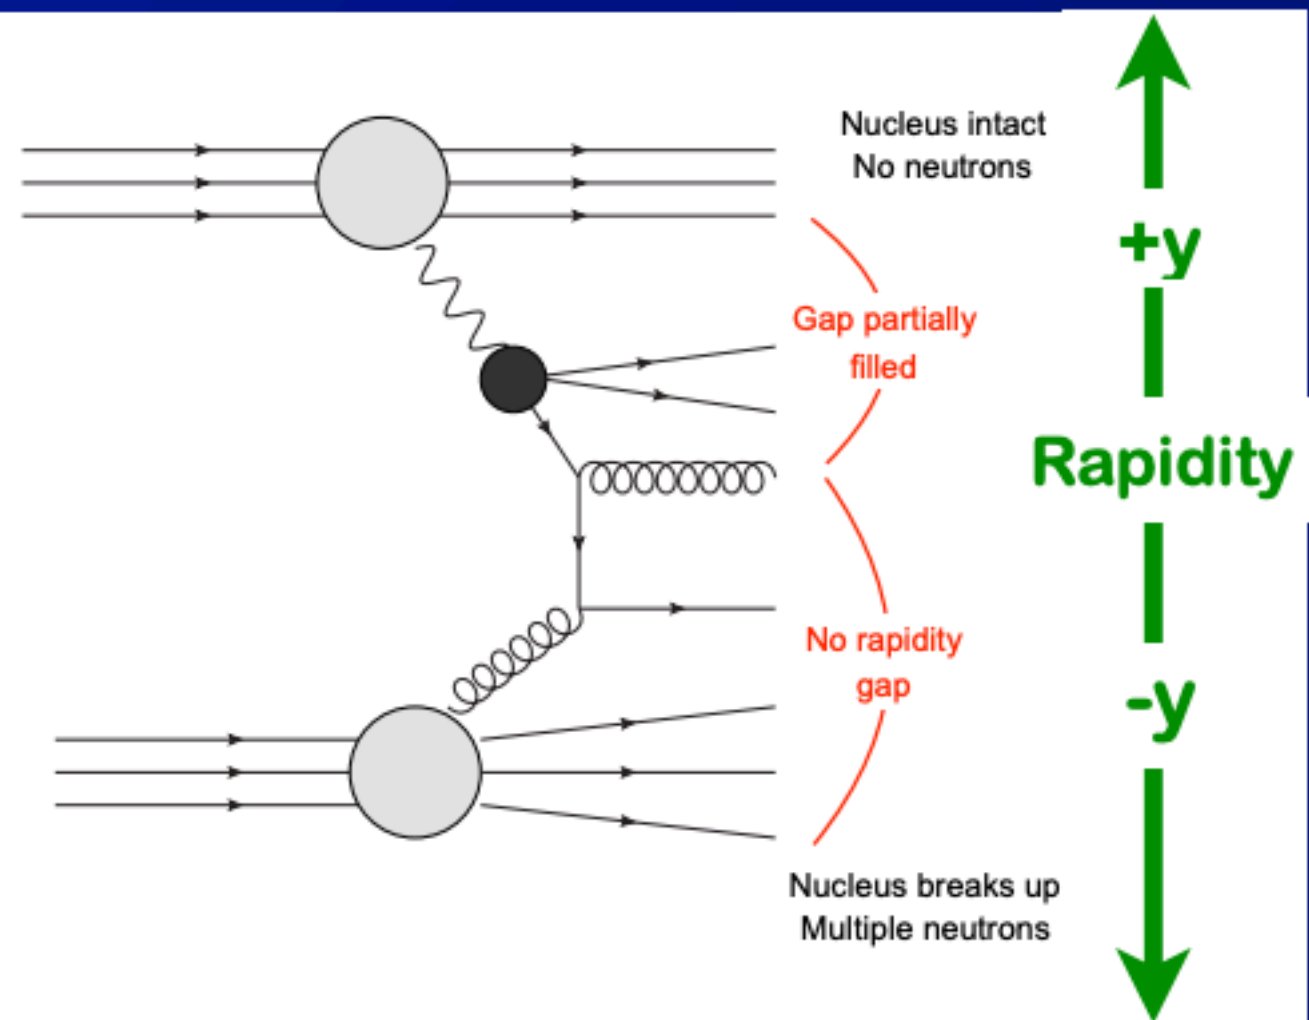 Nucleus intact
No neutrons
+y
Gap partially
filled
Rapidity
No rapidity
gap
-y
Nucleus breaks up
Multiple neutrons